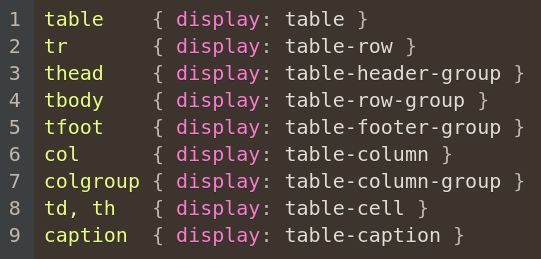 1 table    { display: table }
2 tr       { display: table-row }
3 thead    { display: table-header-group }
4 tbody    { display: table-row-group }
5 tfoot    { display: table-footer-group }
6 col      { display: table-column }
7 colgroup { display: table-column-group }
8 td, th   { display: table-cell }
9 caption  { display: table-caption }